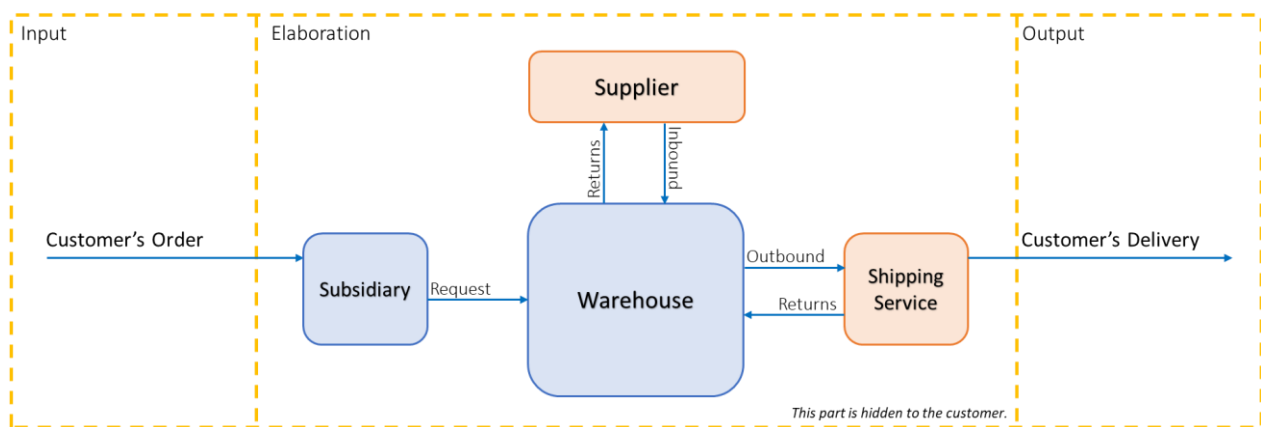 Input
Elaboration
Output
Supplier
Returns
Inbound
Customer's Order
Subsidiary
Request
Warehouse
Outbound
Returns
Shipping
Service
Customer's Delivery
This part is hidden to the customer.